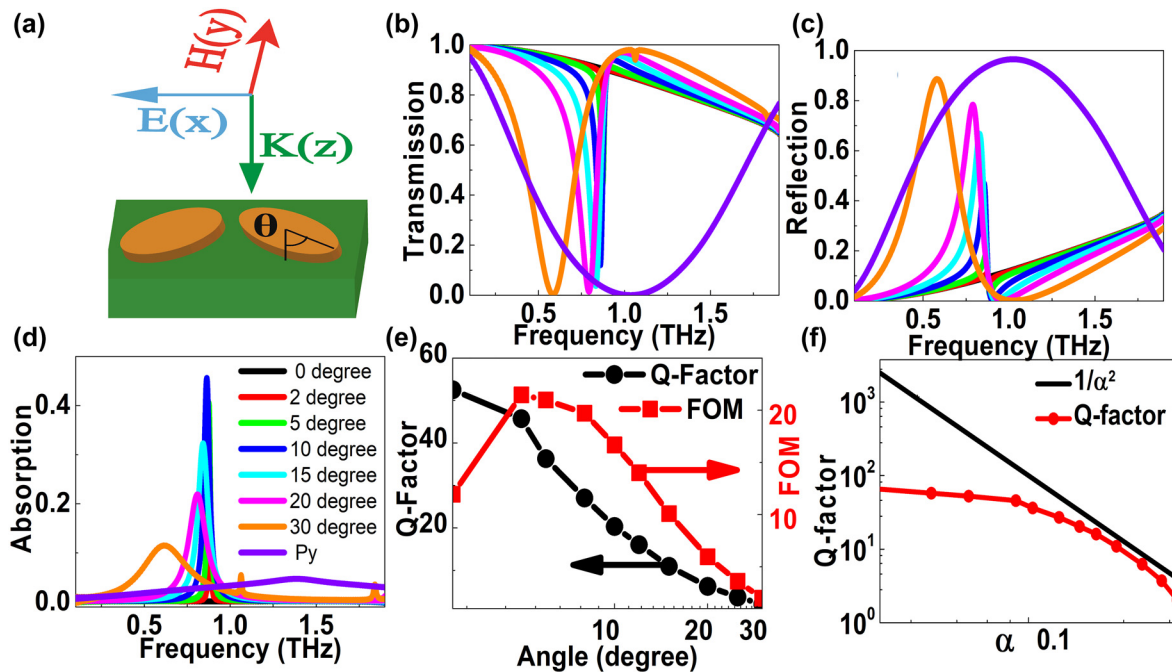 (a)
H(y)
E(x)
K(z)
θ
(b)
1.0
0.8
0.6
0.4
0.2
0.0
Transmission
0.5 1.0 1.5
Frequency (THz)
(c)
1.0
0.8
0.6
0.4
0.2
0.0
Reflection
0.5 1.0 1.5
Frequency (THz)
(d)
0.4
0.2
0.0
Absorption
0 degree
2 degree
5 degree
10 degree
15 degree
20 degree
30 degree
Py
0.5 1.0 1.5
Frequency (THz)
(e)
60
50
40
30
20
Q-Factor
Q-Factor
FOM
20
10
FOM
10 20 30
Angle (degree)
(f)
10³
10²
10¹
10⁰
Q-factor
1/α²
Q-factor
α 0.1